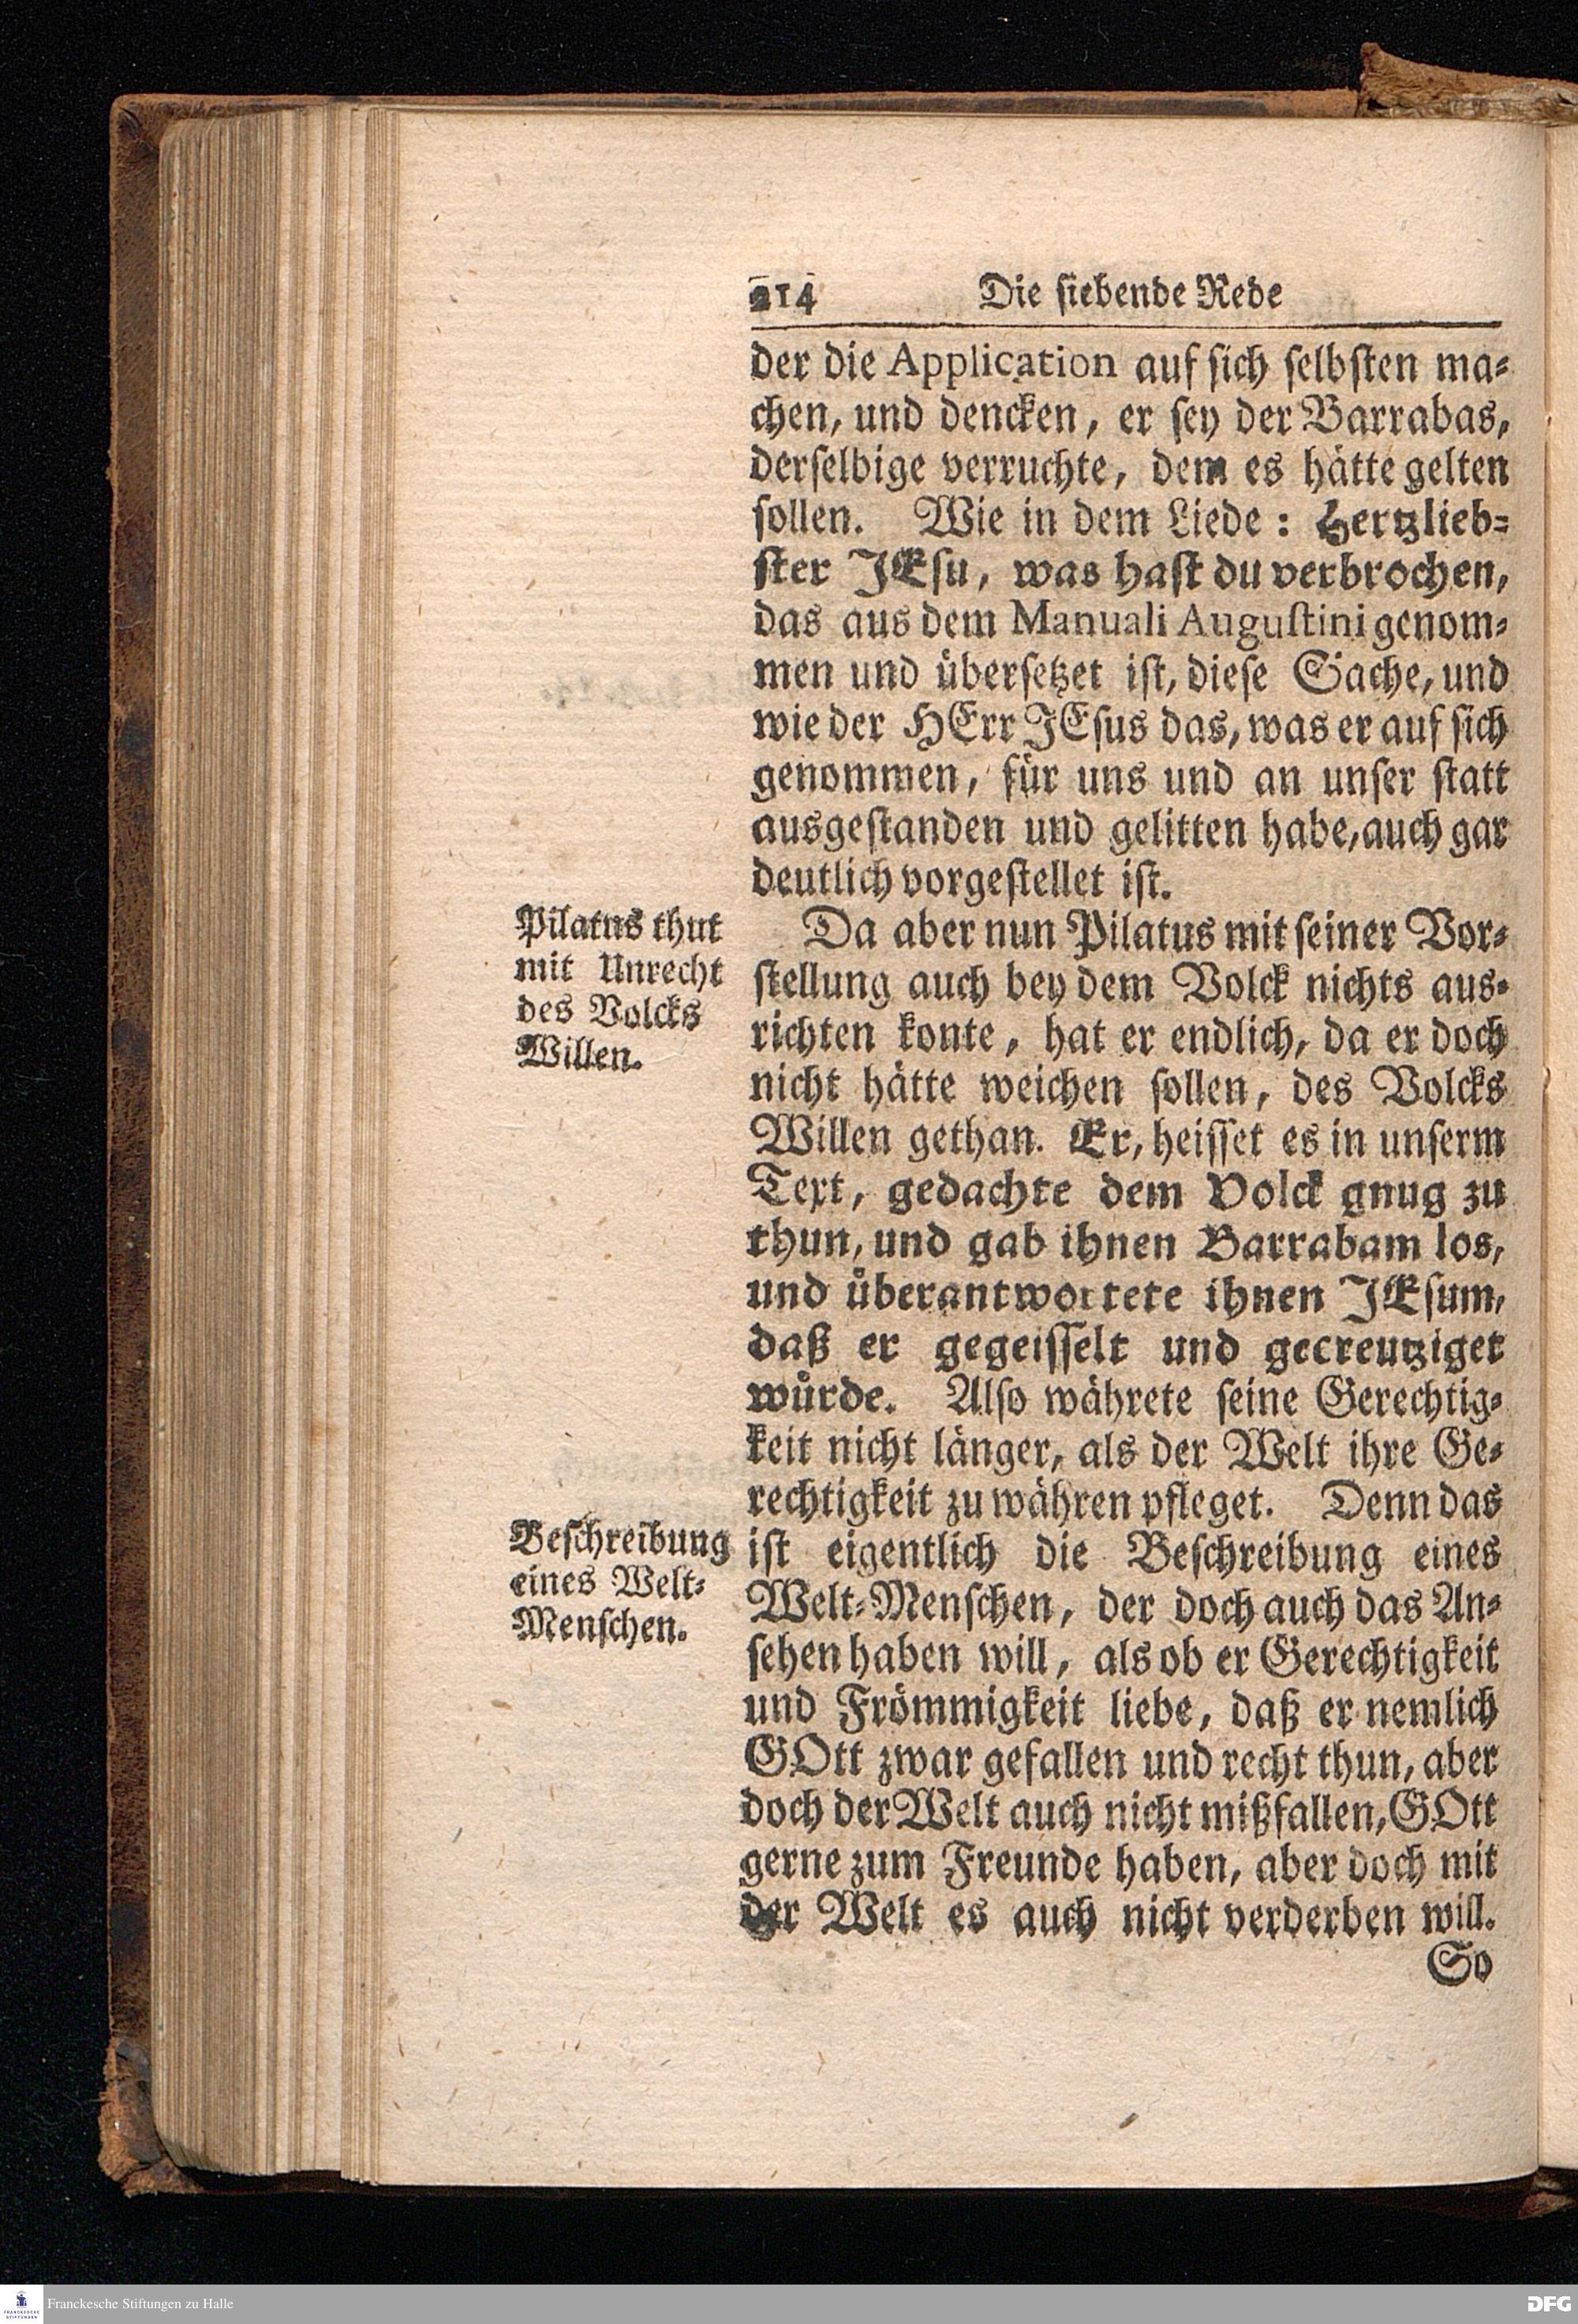 214 Die siebende Rede
der die Application auf sich selbsten ma-
chen, und dencken, er sey der Barrabas,
derselbige verruchte, dem es hätte gelten
sollen. Wie in dem Liede: Hertzlieb-
ster JEsu, was hast du verbrochen,
das aus dem Manuali Augustini genom-
men und übersetzet ist, diese Sache, und
wie der HErr JEsus das, was er auf sich
genommen, für uns und an unser statt
ausgestanden und gelitten habe, auch gar
deutlich vorgestellet ist.
Pilatus thut
mit Unrecht
des Volcks
Willen.
Da aber nun Pilatus mit seiner Vor-
stellung auch bey dem Volck nichts aus-
richten konte, hat er endlich, da er doch
nicht hätte weichen sollen, des Volcks
Willen gethan. Er, heisset es in unserm
Text, gedachte dem Volck gnug zu
thun, und gab ihnen Barrabam los,
und überantwortete ihnen JEsum,
daß er gegeisselt und gecreutziget
würde. Also währete seine Gerechtig-
keit nicht länger, als der Welt ihre Ge-
rechtigkeit zu währen pfleget. Denn das
Beschreibung
eines Welt-
Menschen.
ist eigentlich die Beschreibung eines
Welt-Menschen, der doch auch das An-
sehen haben will, als ob er Gerechtigkeit
und Frömmigkeit liebe, daß er nemlich
GOtt zwar gefallen und recht thun, aber
doch der Welt auch nicht mißfallen, GOtt
gerne zum Freunde haben, aber doch mit
der Welt es auch nicht verderben will.
So
FRANCKESCHE
STIFTUNGEN
Franckesche Stiftungen zu Halle
DFG